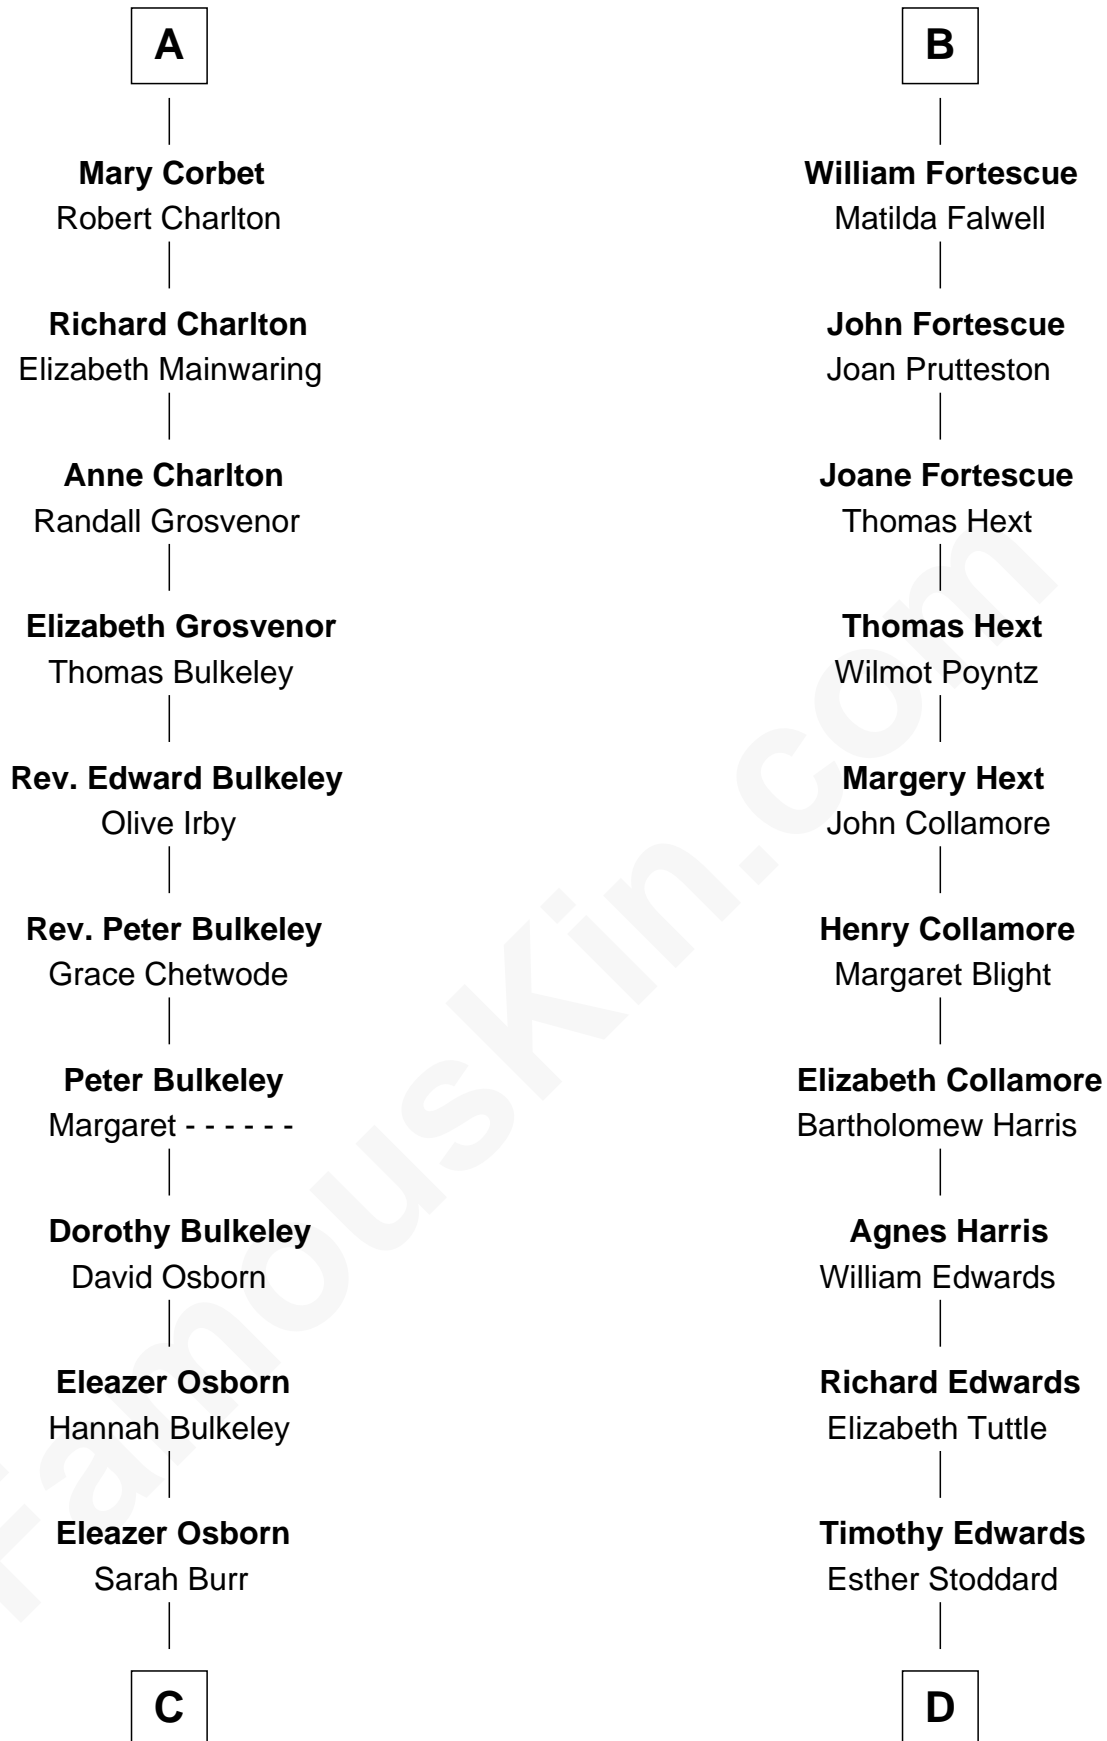 A
Mary Corbet
Robert Charlton
Richard Charlton
Elizabeth Mainwaring
Anne Charlton
Randall Grosvenor
Elizabeth Grosvenor
Thomas Bulkeley
Rev. Edward Bulkeley
Olive Irby
Rev. Peter Bulkeley
Grace Chetwode
Peter Bulkeley
Margaret - - - - - -
Dorothy Bulkeley
David Osborn
Eleazer Osborn
Hannah Bulkeley
Eleazer Osborn
Sarah Burr
C
B
William Fortescue
Matilda Falwell
John Fortescue
Joan Prutteston
Joane Fortescue
Thomas Hext
Thomas Hext
Wilmot Poyntz
Margery Hext
John Collamore
Henry Collamore
Margaret Blight
Elizabeth Collamore
Bartholomew Harris
Agnes Harris
William Edwards
Richard Edwards
Elizabeth Tuttle
Timothy Edwards
Esther Stoddard
D
FamousKin.com